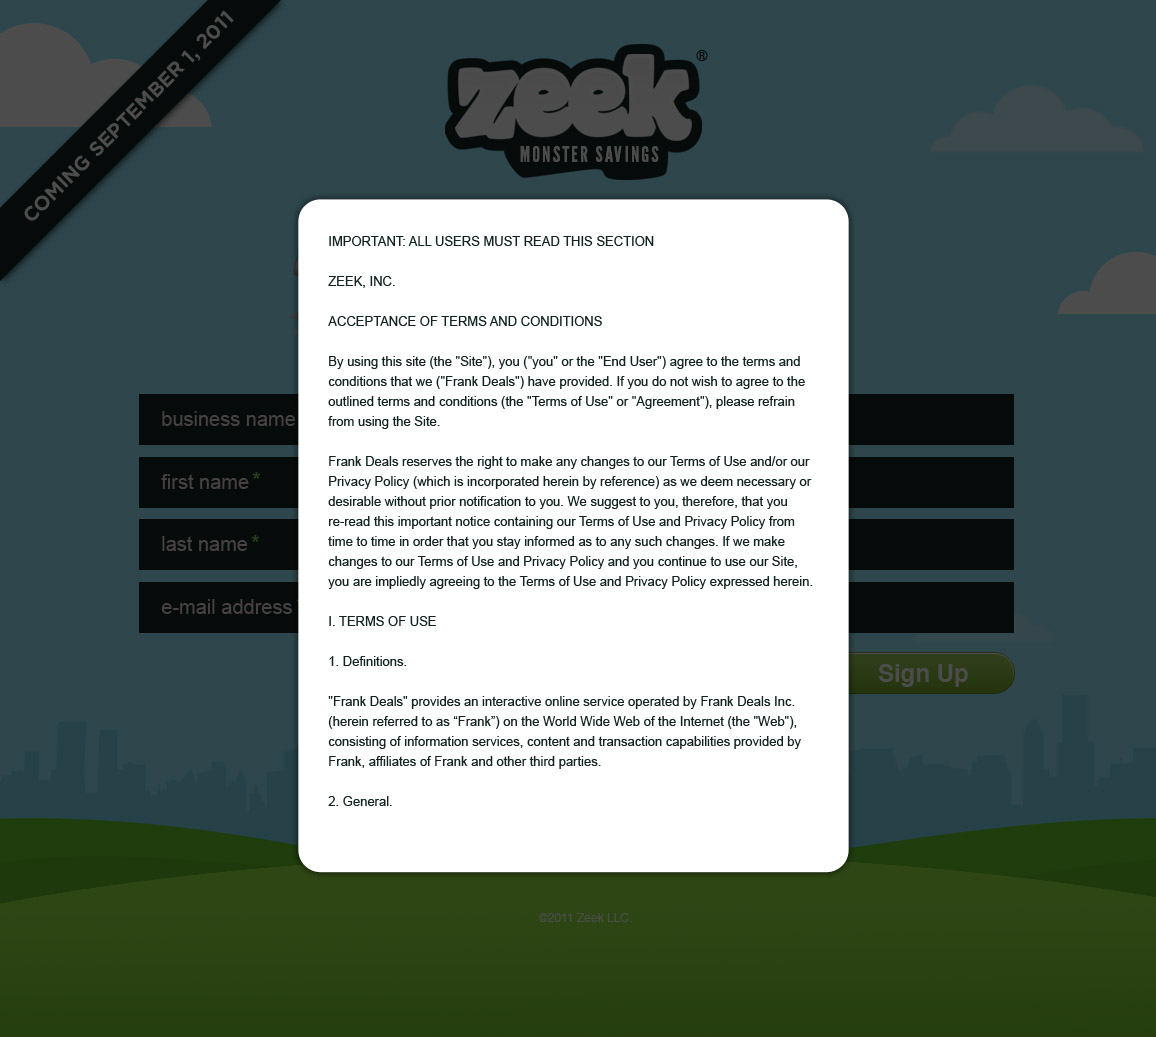 COMING SEPTEMBER 1, 2011
zeek®
MONSTER SAVINGS
IMPORTANT: ALL USERS MUST READ THIS SECTION
ZEEK, INC.
ACCEPTANCE OF TERMS AND CONDITIONS
By using this site (the "Site"), you ("you" or the "End User") agree to the terms and
conditions that we ("Frank Deals") have provided. If you do not wish to agree to the
outlined terms and conditions (the "Terms of Use" or "Agreement"), please refrain
from using the Site.
Frank Deals reserves the right to make any changes to our Terms of Use and/or our
Privacy Policy (which is incorporated herein by reference) as we deem necessary or
desirable without prior notification to you. We suggest to you, therefore, that you
re-read this important notice containing our Terms of Use and Privacy Policy from
time to time in order that you stay informed as to any such changes. If we make
changes to our Terms of Use and Privacy Policy and you continue to use our Site,
you are impliedly agreeing to the Terms of Use and Privacy Policy expressed herein.
I. TERMS OF USE
1. Definitions.
"Frank Deals" provides an interactive online service operated by Frank Deals Inc.
(herein referred to as “Frank”) on the World Wide Web of the Internet (the "Web"),
consisting of information services, content and transaction capabilities provided by
Frank, affiliates of Frank and other third parties.
2. General.
business name
first name *
last name *
e-mail address
Sign Up
©2011 Zeek LLC.